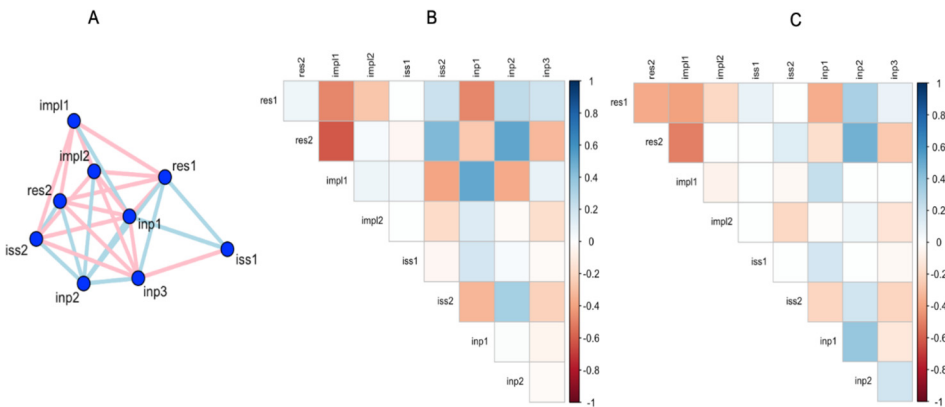 A
B
C
impl1
impl2
res1
res2
inp1
iss2
iss1
inp2
inp3
res2
impl1
impl2
iss1
iss2
inp1
inp2
inp3
res1
res2
impl1
impl2
iss1
iss2
inp1
inp2
1
0.8
0.6
0.4
0.2
0
-0.2
-0.4
-0.6
-0.8
-1
res2
impl1
impl2
iss1
iss2
inp1
inp2
inp3
res1
res2
impl1
impl2
iss1
iss2
inp1
inp2
1
0.8
0.6
0.4
0.2
0
-0.2
-0.4
-0.6
-0.8
-1